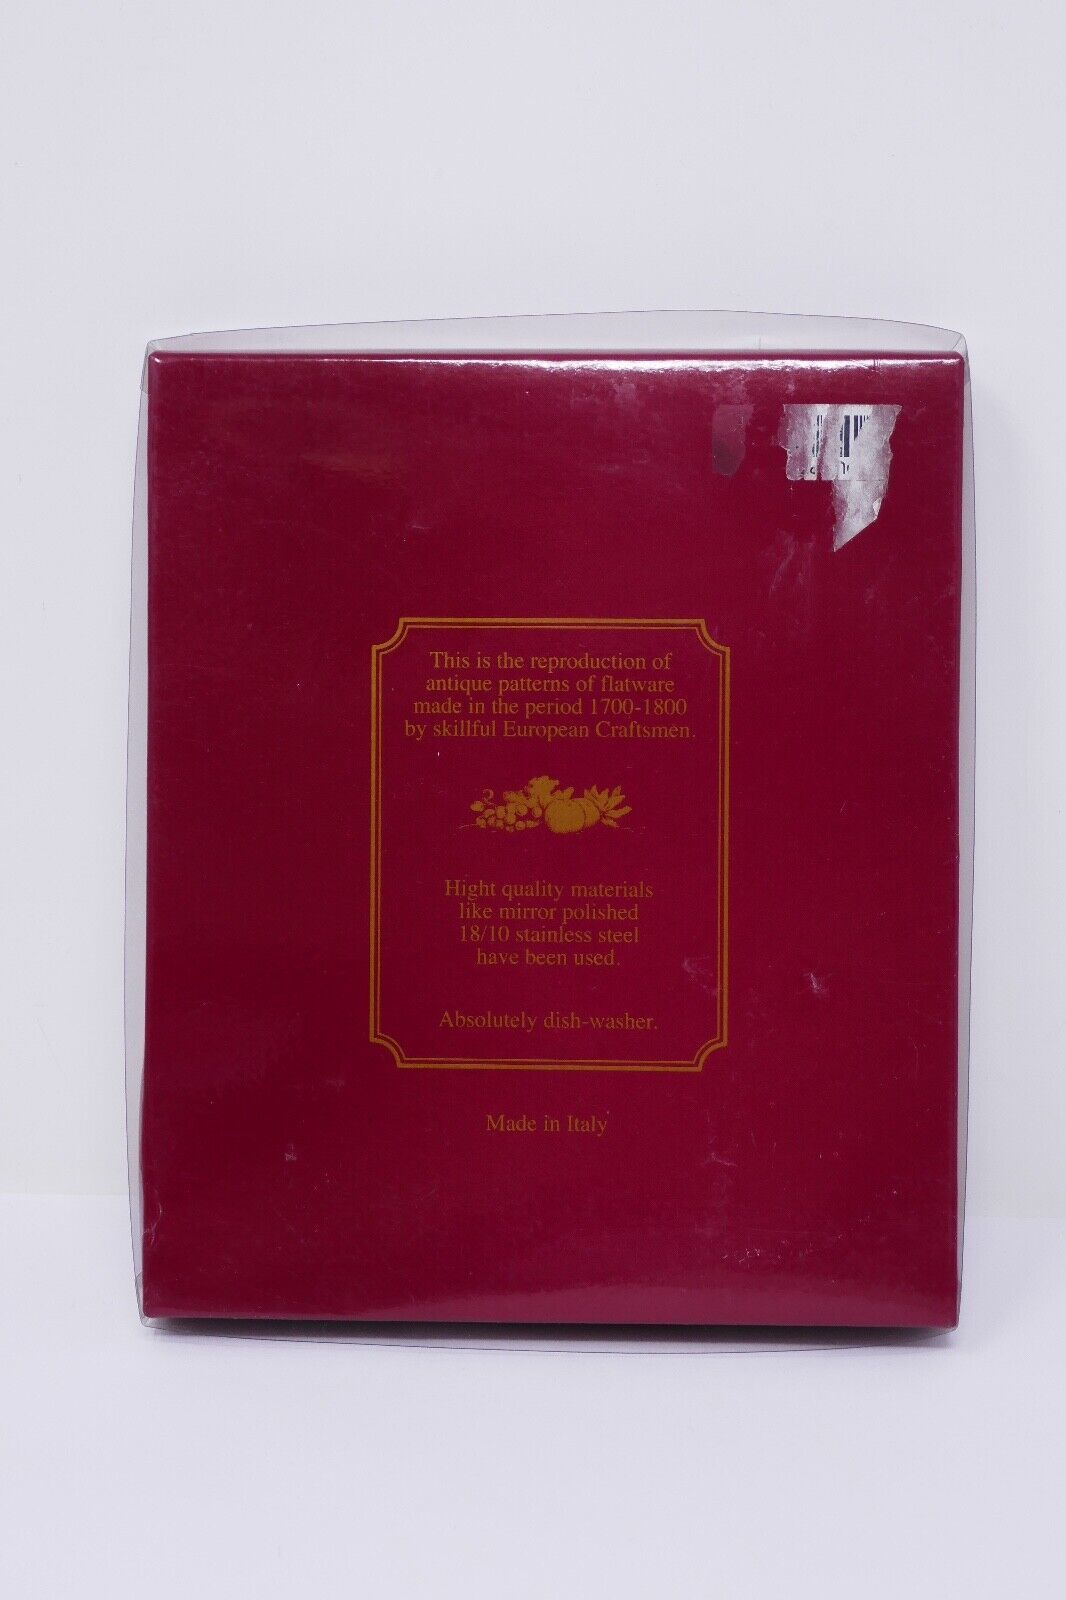 This is the reproduction of
antique patterns of flatware
made in the period 1700-1800
by skillful European Craftsmen.
Hight quality materials
like mirror polished
18/10 stainless steel
have been used.
Absolutely dish-washer.
Made in Italy